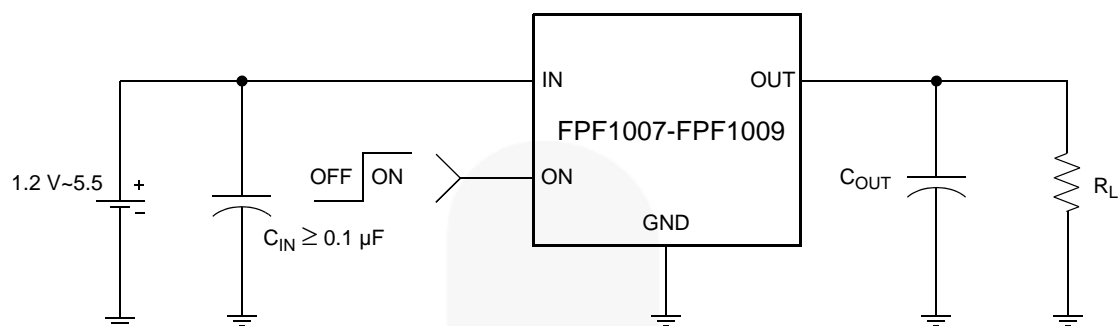 IN
OUT
FPF1007-FPF1009
OFF
ON
ON
1.2 V~5.5
+
-
C_IN ≥ 0.1 µF
GND
C_OUT
R_L